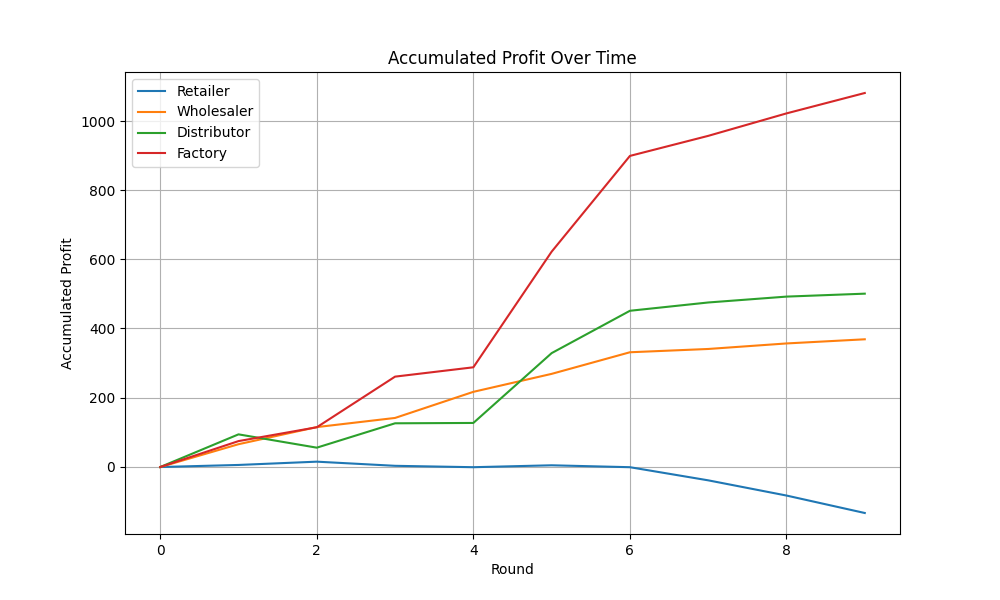 Accumulated Profit Over Time
Retailer
Wholesaler
Distributor
Factory
Accumulated Profit
1000
800
600
400
200
0
0 2 4 6 8
Round